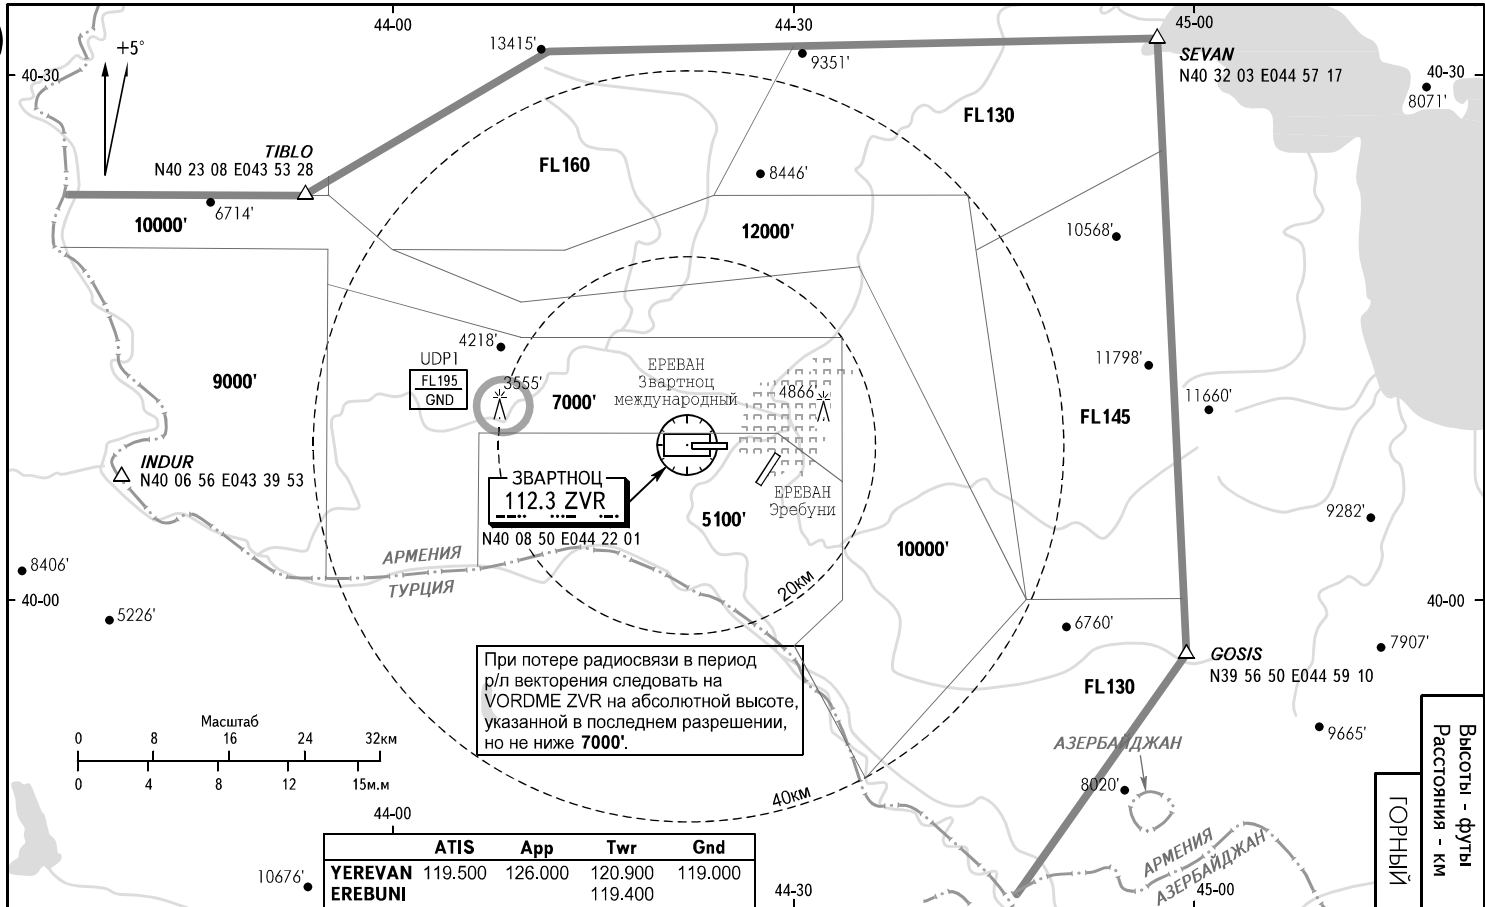 44-00
44-30
45-00
+5°
13415'
9351'
SEVAN
N40 32 03 E044 57 17
40-30
40-30
8071'
FL130
TIBLO
N40 23 08 E043 53 28
FL160
8446'
6714'
10000'
12000'
10568'
4218'
UDP1
FL195
GND
3555'
9000'
7000'
ЕРЕВАН
Звартноц
международный
4866'
11798'
11660'
FL145
INDUR
N40 06 56 E043 39 53
ЗВАРТНОЦ
112.3 ZVR
N40 08 50 E044 22 01
ЕРЕВАН
Эребуни
5100'
9282'
10000'
АРМЕНИЯ
ТУРЦИЯ
8406'
5226'
20км
40-00
40-00
6760'
7907'
GOSIS
N39 56 50 E044 59 10
FL130
При потере радиосвязи в период
р/л векторения следовать на
VORDME ZVR на абсолютной высоте,
указанной в последнем разрешении,
но не ниже 7000'.
Масштаб
0 8 16 24 32км
0 4 8 12 15м.м
9665'
АЗЕРБАЙДЖАН
8020'
40км
44-00
АРМЕНИЯ
АЗЕРБАЙДЖАН
10676'
ATIS App Twr Gnd
YEREVAN 119.500 126.000 120.900 119.000
EREBUNI 119.400
44-30
45-00
Высоты - футы
Расстояния - км
ГОРНЫЙ